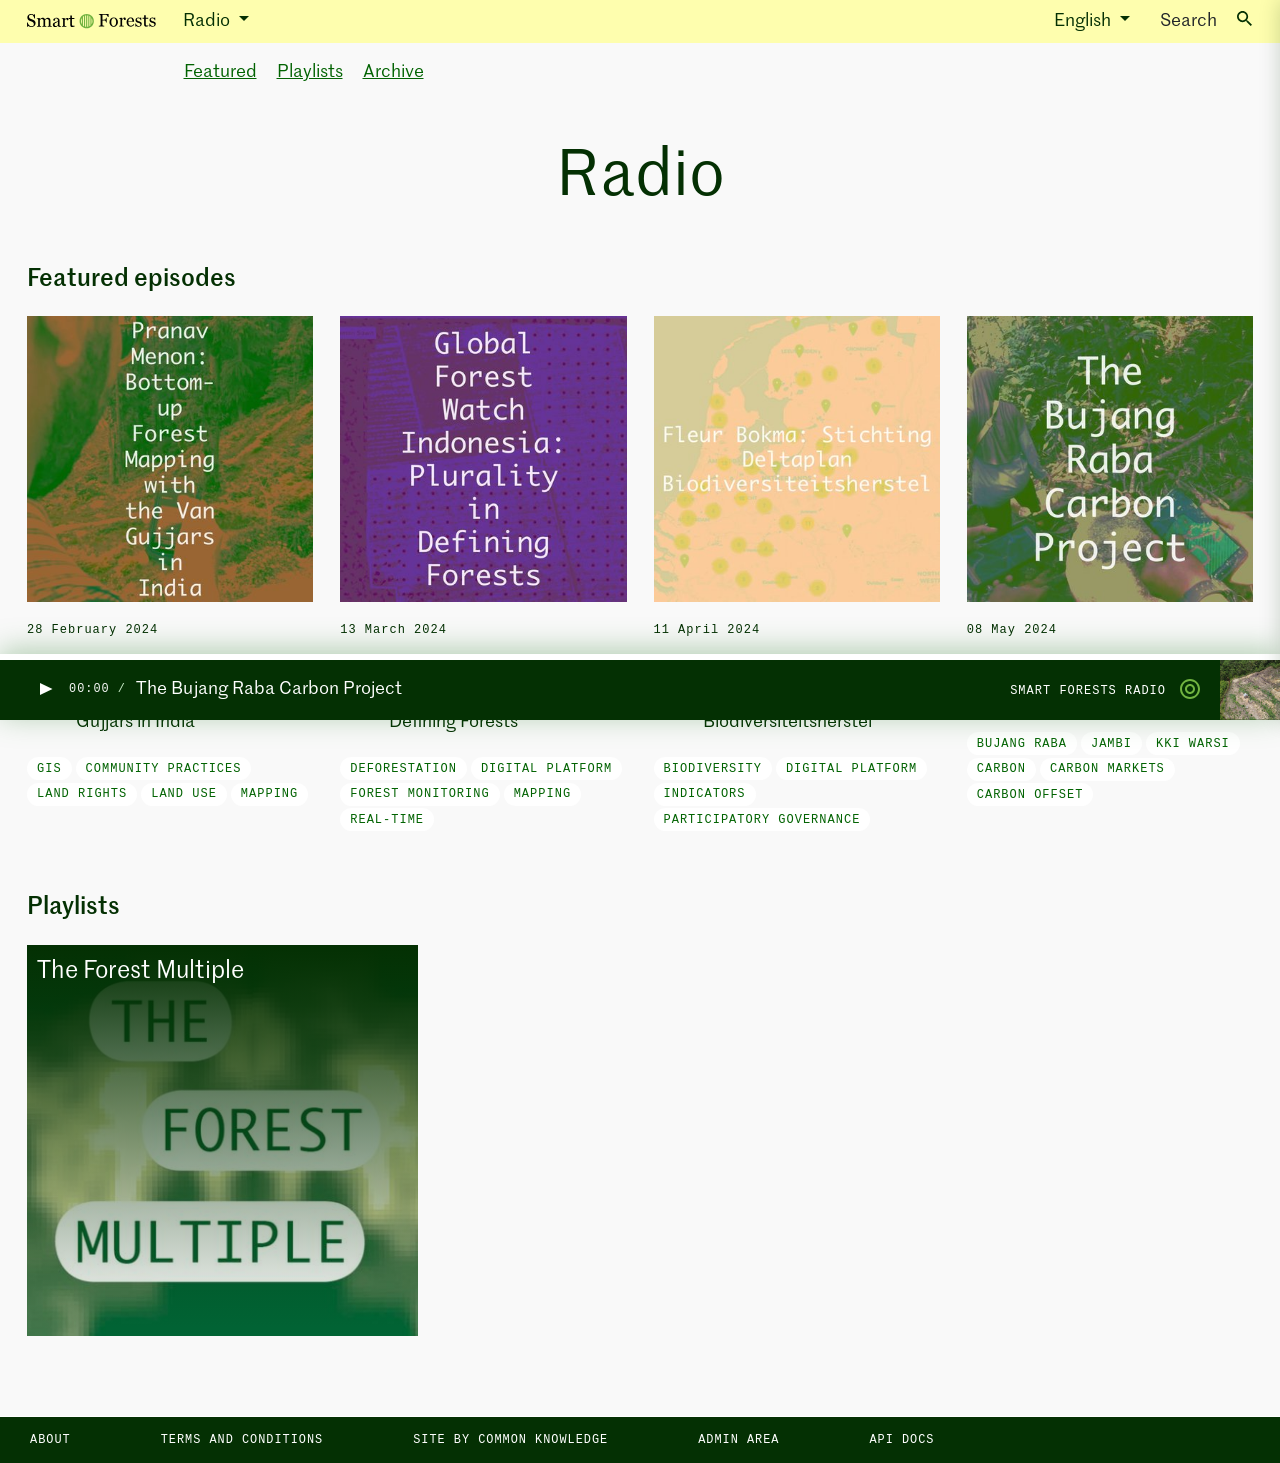 Smart Forests Radio English Search
Featured Playlists Archive
Radio
Featured episodes
Pranav
Menon:
Bottom-
up
Forest
Mapping
with
the Van
Gujjars
in
India
Global
Forest
Watch
Indonesia:
Plurality
in
Defining
Forests
Fleur Bokma: Stichting
Deltaplan
Biodiversiteitsherstel
The
Bujang
Raba
Carbon
Project
28 February 2024
13 March 2024
11 April 2024
08 May 2024
00:00 / The Bujang Raba Carbon Project SMART FORESTS RADIO
Gujjars in India
Defining Forests
Biodiversiteitsherstel
GIS COMMUNITY PRACTICES
LAND RIGHTS LAND USE MAPPING
DEFORESTATION DIGITAL PLATFORM
FOREST MONITORING MAPPING
REAL-TIME
BIODIVERSITY DIGITAL PLATFORM
INDICATORS
PARTICIPATORY GOVERNANCE
BUJANG RABA JAMBI KKI WARSI
CARBON CARBON MARKETS
CARBON OFFSET
Playlists
The Forest Multiple
THE
FOREST
MULTIPLE
ABOUT TERMS AND CONDITIONS SITE BY COMMON KNOWLEDGE ADMIN AREA API DOCS